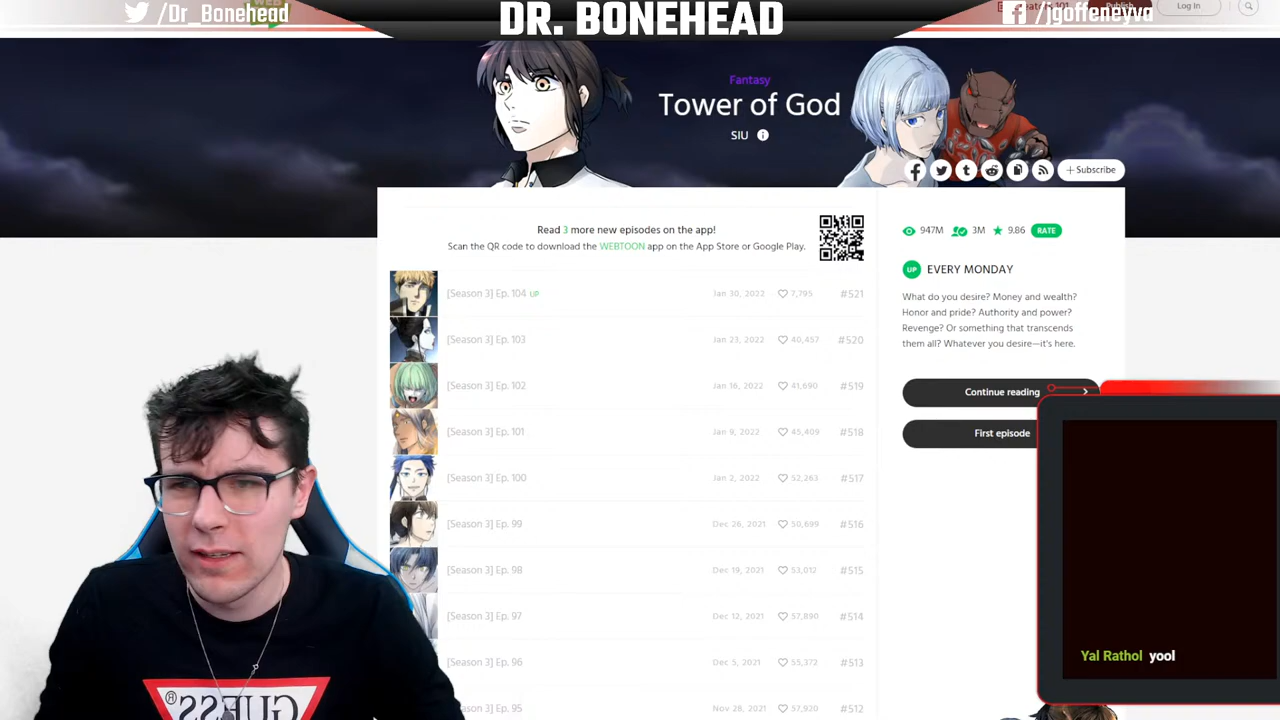 /Dr_Bonehead
DR. BONEHEAD
/jgoffeneyva
Publish
Log In
Fantasy
Tower of God
SIU
+ Subscribe
Read 3 more new episodes on the app!
Scan the QR code to download the WEBTOON app on the App Store or Google Play.
947M 3M 9.86 RATE
UP EVERY MONDAY
What do you desire? Money and wealth?
Honor and pride? Authority and power?
Revenge? Or something that transcends
them all? Whatever you desire—it's here.
Continue reading
First episode
[Season 3] Ep. 104 UP Jan 30, 2022 7,795 #521
[Season 3] Ep. 103 Jan 23, 2022 40,457 #520
[Season 3] Ep. 102 Jan 16, 2022 41,690 #519
[Season 3] Ep. 101 Jan 9, 2022 45,409 #518
[Season 3] Ep. 100 Jan 2, 2022 52,263 #517
[Season 3] Ep. 99 Dec 26, 2021 50,699 #516
[Season 3] Ep. 98 Dec 19, 2021 53,012 #515
[Season 3] Ep. 97 Dec 12, 2021 57,890 #514
[Season 3] Ep. 96 Dec 5, 2021 55,372 #513
[Season 3] Ep. 95 Nov 28, 2021 57,920 #512
Yal Rathol yool
GUESS®